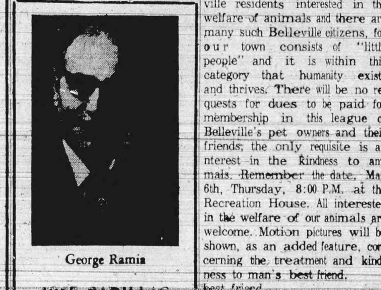 George Ramia
ville residents interested in th
welfare of animals and there ar
many such Belleville citizens, fo
our town consists of "littl
people" and it is within thi
category that humanity exist
and thrives. There will be no re
quests for dues to be paid fo
membership in this league o
Belleville's pet owners and thei
friends; the only requisite is a
nterest in the Kindness to an
mals. Remember the date, Ma
6th, Thursday, 8:00 P.M. at th
Recreation House. All intereste
in the welfare of our animals ar
welcome. Motion pictures will b
shown, as an added feature, con
cerning the treatment and kind
ness to man's best friend.
best friend